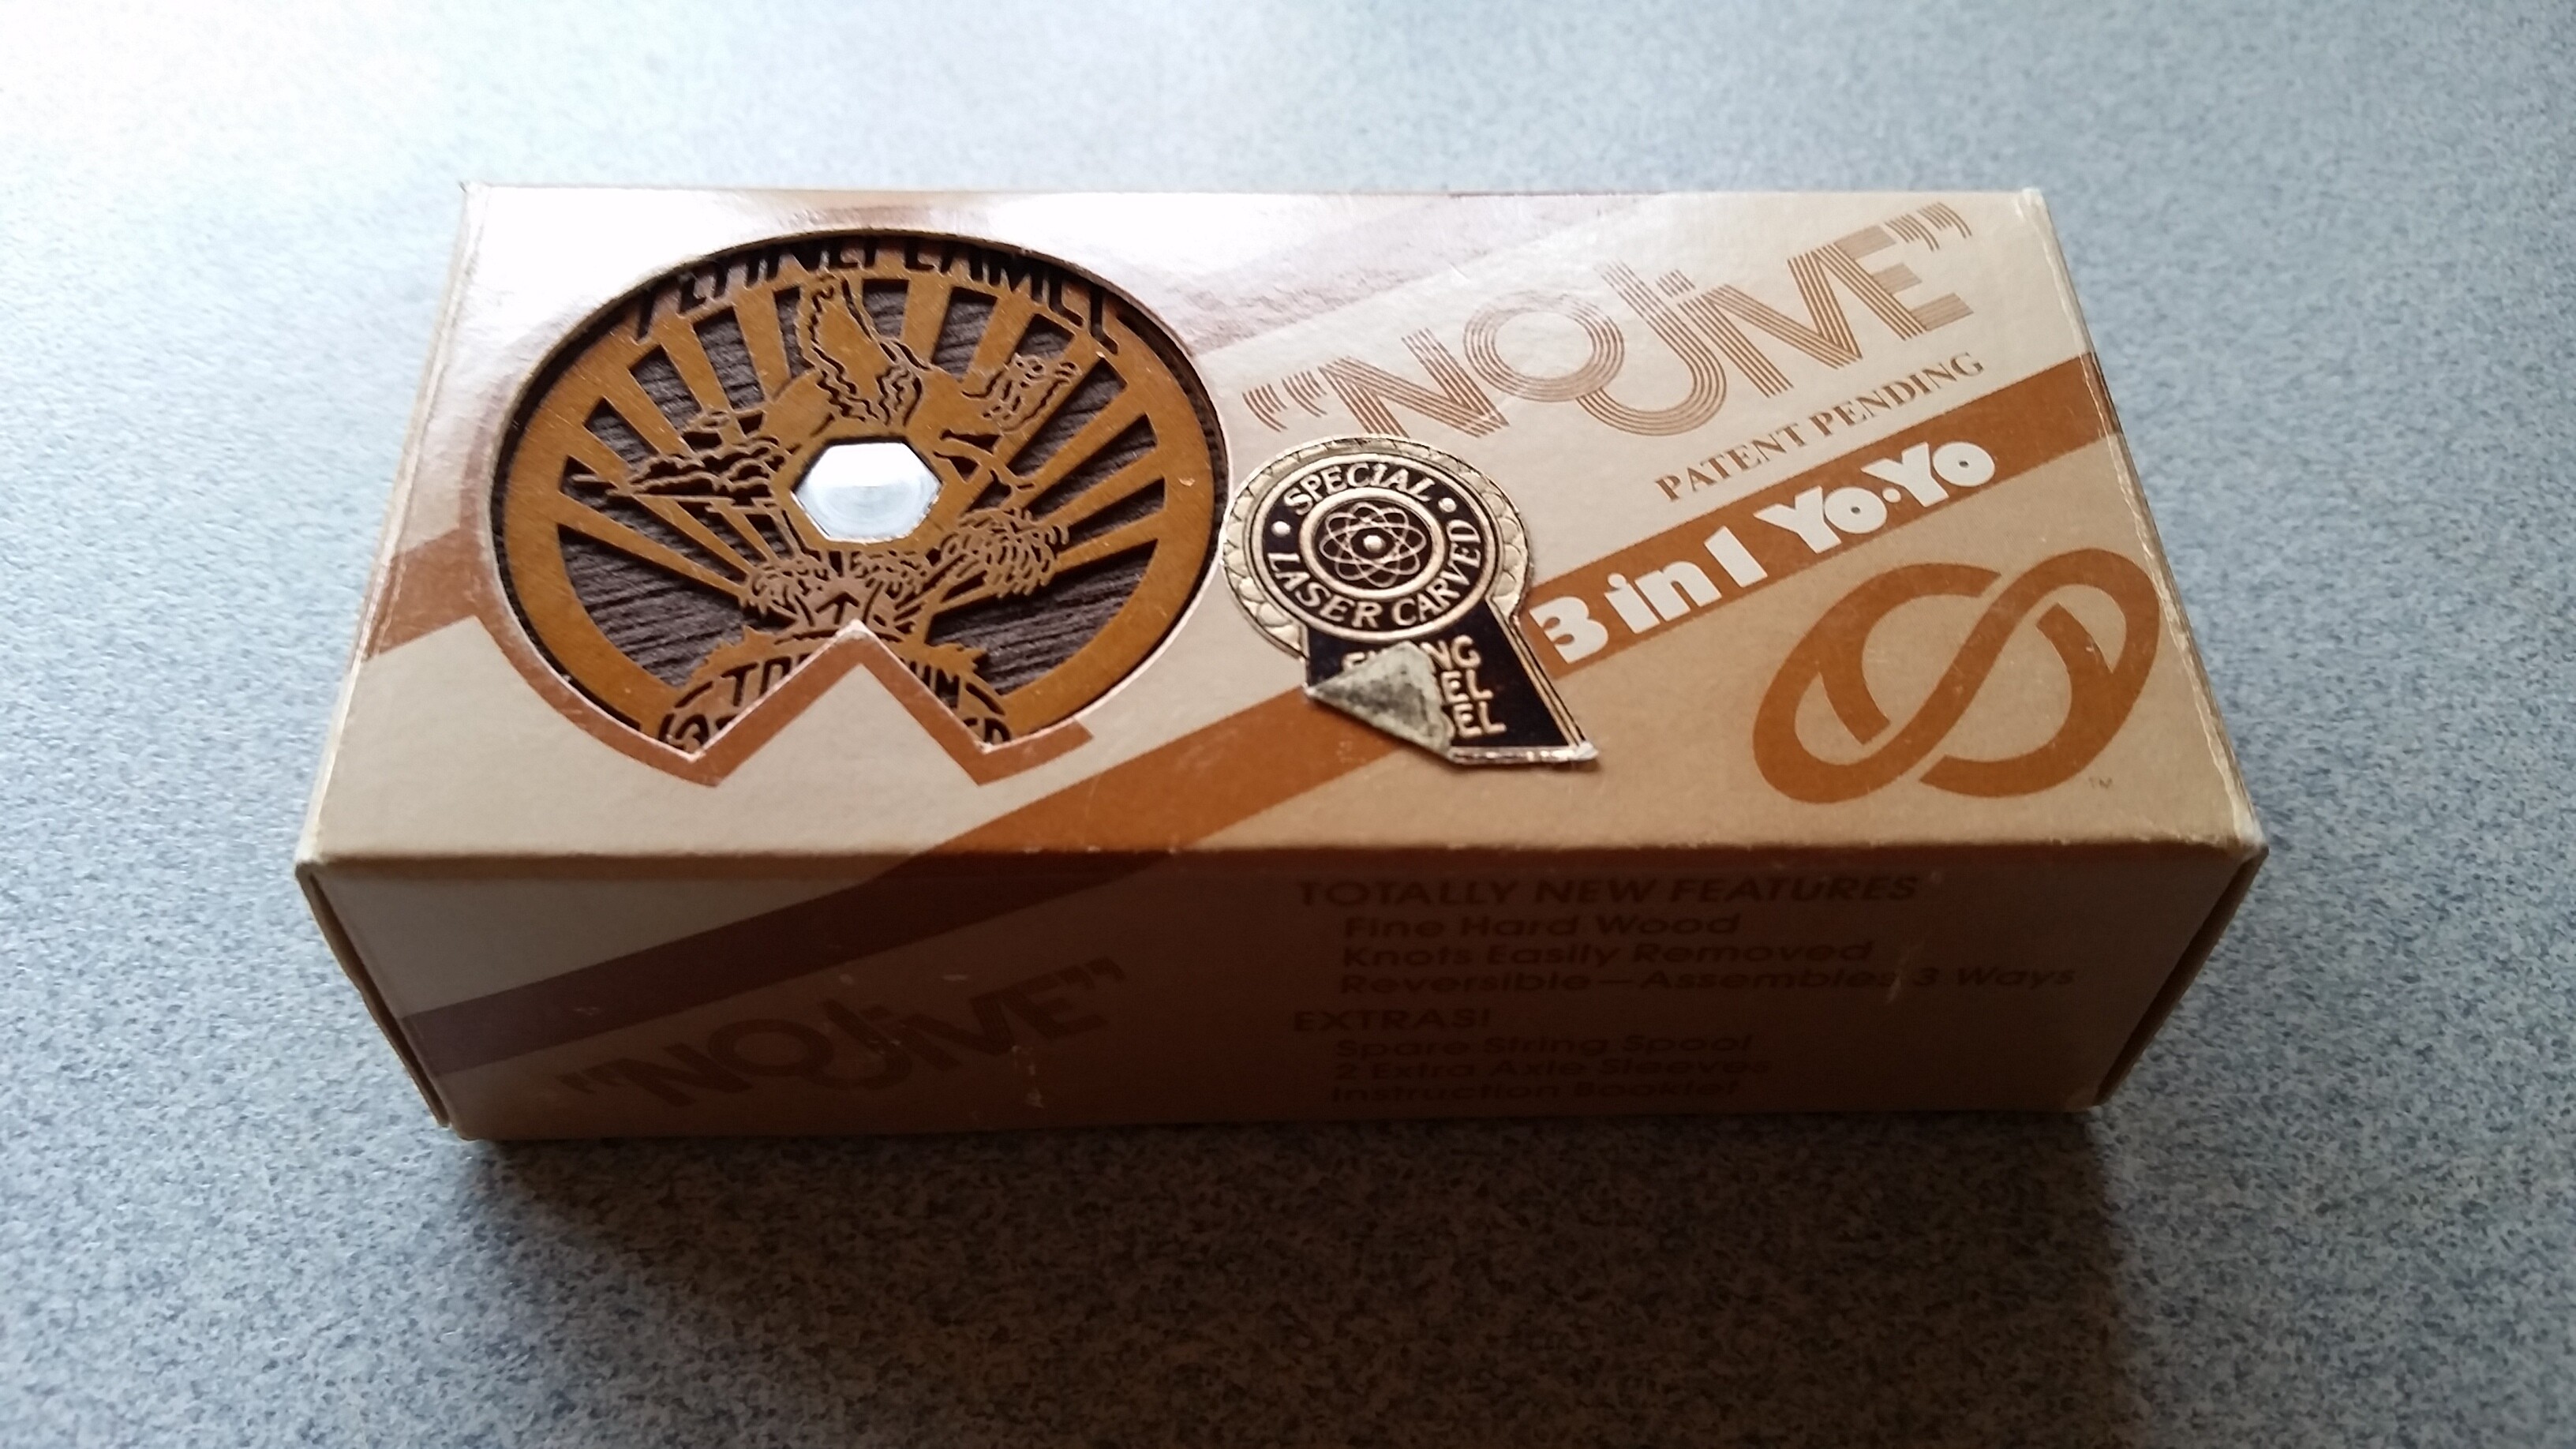 "NO JIVE"
PATENT PENDING
3 in 1 Yo-Yo
• SPECIAL •
LASER CARVED
TM
"NO JIVE"
TOTALLY NEW FEATURES
Fine Hard Wood
Knots Easily Removed
Reversible—Assembles 3 Ways
EXTRAS!
Spare String Spool
2 Extra Axle Sleeves
Instruction Booklet